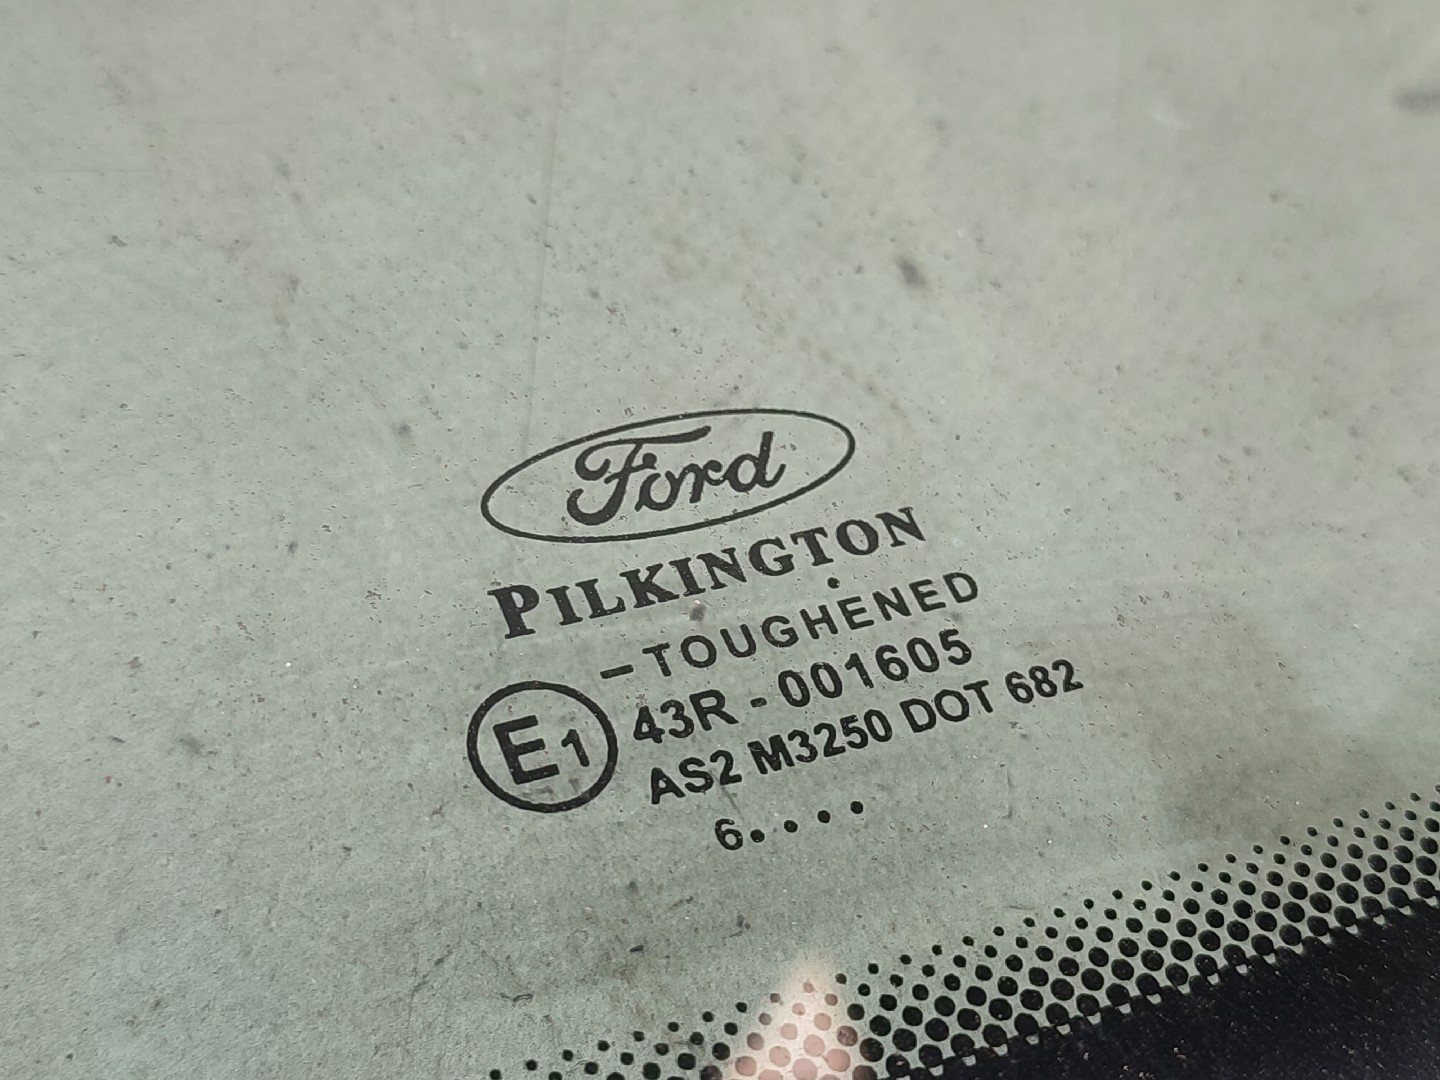 Ford
PILKINGTON
-TOUGHENED
E1 43R - 001605
AS2 M3250 DOT 682
6....